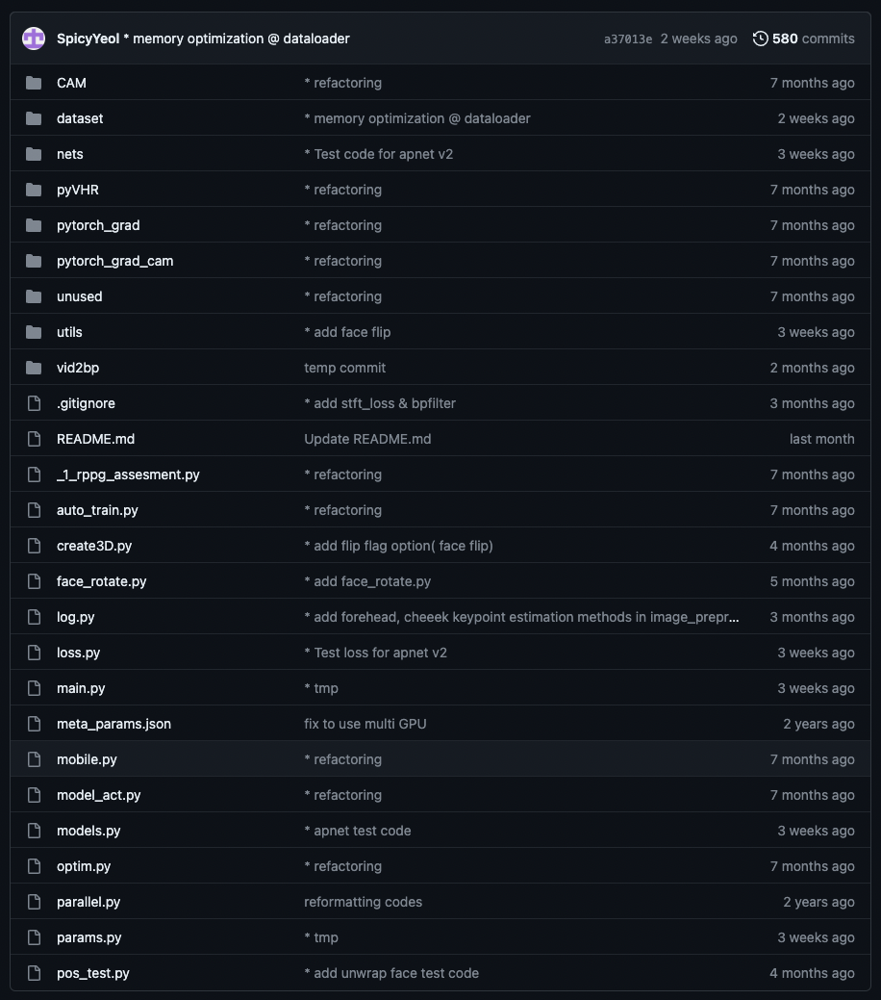 SpicyYeol * memory optimization @ dataloader a37013e 2 weeks ago 580 commits
CAM * refactoring 7 months ago
dataset * memory optimization @ dataloader 2 weeks ago
nets * Test code for apnet v2 3 weeks ago
pyVHR * refactoring 7 months ago
pytorch_grad * refactoring 7 months ago
pytorch_grad_cam * refactoring 7 months ago
unused * refactoring 7 months ago
utils * add face flip 3 weeks ago
vid2bp temp commit 2 months ago
.gitignore * add stft_loss & bpfilter 3 months ago
README.md Update README.md last month
_1_rppg_assesment.py * refactoring 7 months ago
auto_train.py * refactoring 7 months ago
create3D.py * add flip flag option( face flip) 4 months ago
face_rotate.py * add face_rotate.py 5 months ago
log.py * add forehead, cheeek keypoint estimation methods in image_prepr... 3 months ago
loss.py * Test loss for apnet v2 3 weeks ago
main.py * tmp 3 weeks ago
meta_params.json fix to use multi GPU 2 years ago
mobile.py * refactoring 7 months ago
model_act.py * refactoring 7 months ago
models.py * apnet test code 3 weeks ago
optim.py * refactoring 7 months ago
parallel.py reformatting codes 2 years ago
params.py * tmp 3 weeks ago
pos_test.py * add unwrap face test code 4 months ago